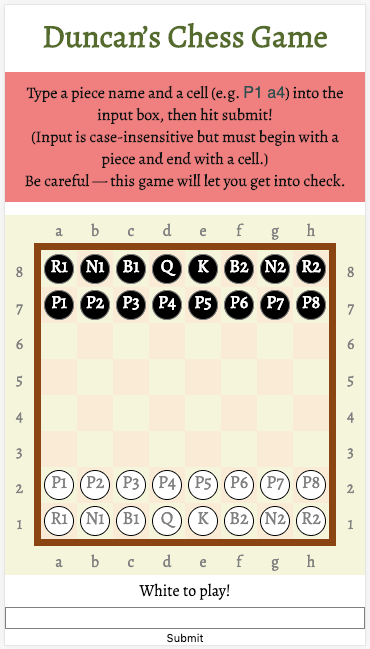 Duncan's Chess Game
Type a piece name and a cell (e.g. P1 a4) into the
input box, then hit submit!
(Input is case-insensitive but must begin with a
piece and end with a cell.)
Be careful — this game will let you get into check.
a b c d e f g h
8 R1 N1 B1 Q K B2 N2 R2 8
7 P1 P2 P3 P4 P5 P6 P7 P8 7
6 6
5 5
4 4
3 3
2 P1 P2 P3 P4 P5 P6 P7 P8 2
1 R1 N1 B1 Q K B2 N2 R2 1
a b c d e f g h
White to play!
Submit